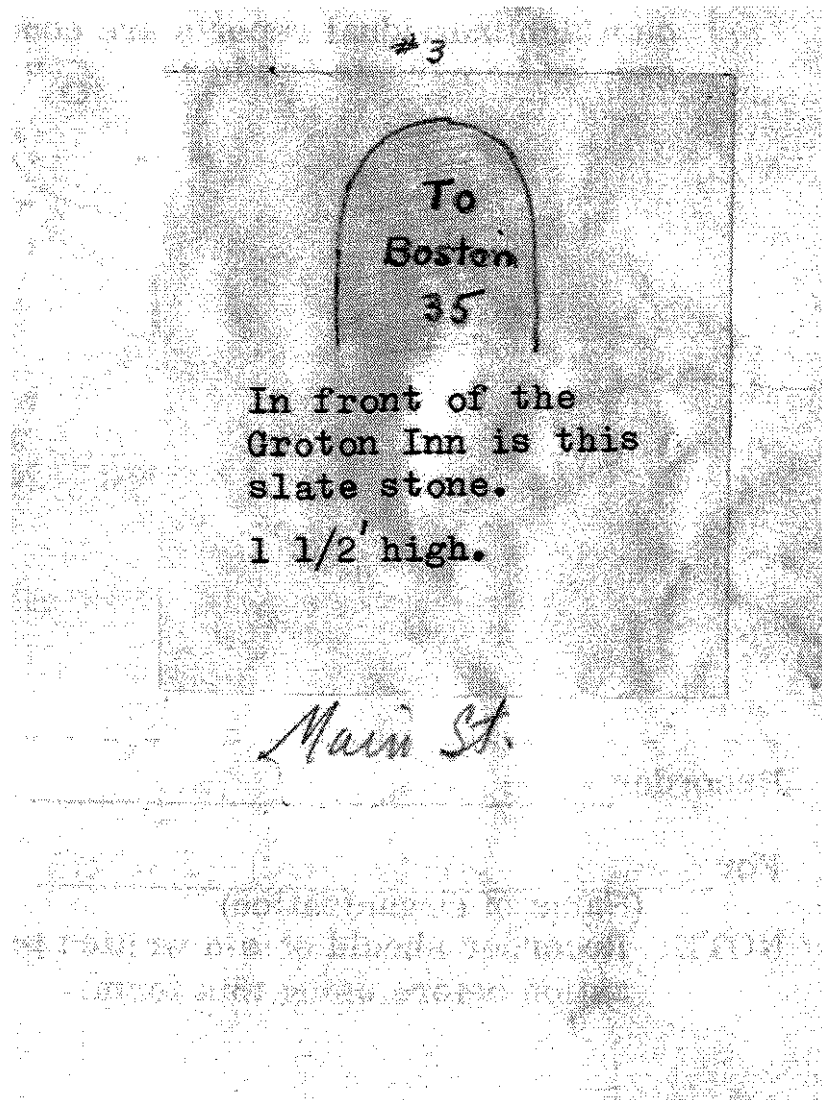 #3
To
Boston
35
In front of the
Groton Inn is this
slate stone.
1 1/2' high.
Main St.